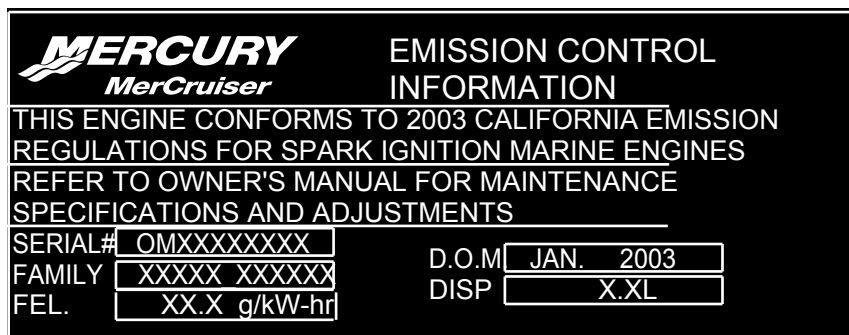 MERCURY
MerCruiser
EMISSION CONTROL
INFORMATION
THIS ENGINE CONFORMS TO 2003 CALIFORNIA EMISSION
REGULATIONS FOR SPARK IGNITION MARINE ENGINES
REFER TO OWNER'S MANUAL FOR MAINTENANCE
SPECIFICATIONS AND ADJUSTMENTS
SERIAL# OMXXXXXXXX
FAMILY XXXXX_XXXXXX
FEL. XX.X g/kW-hr
D.O.M JAN. 2003
DISP X.XL